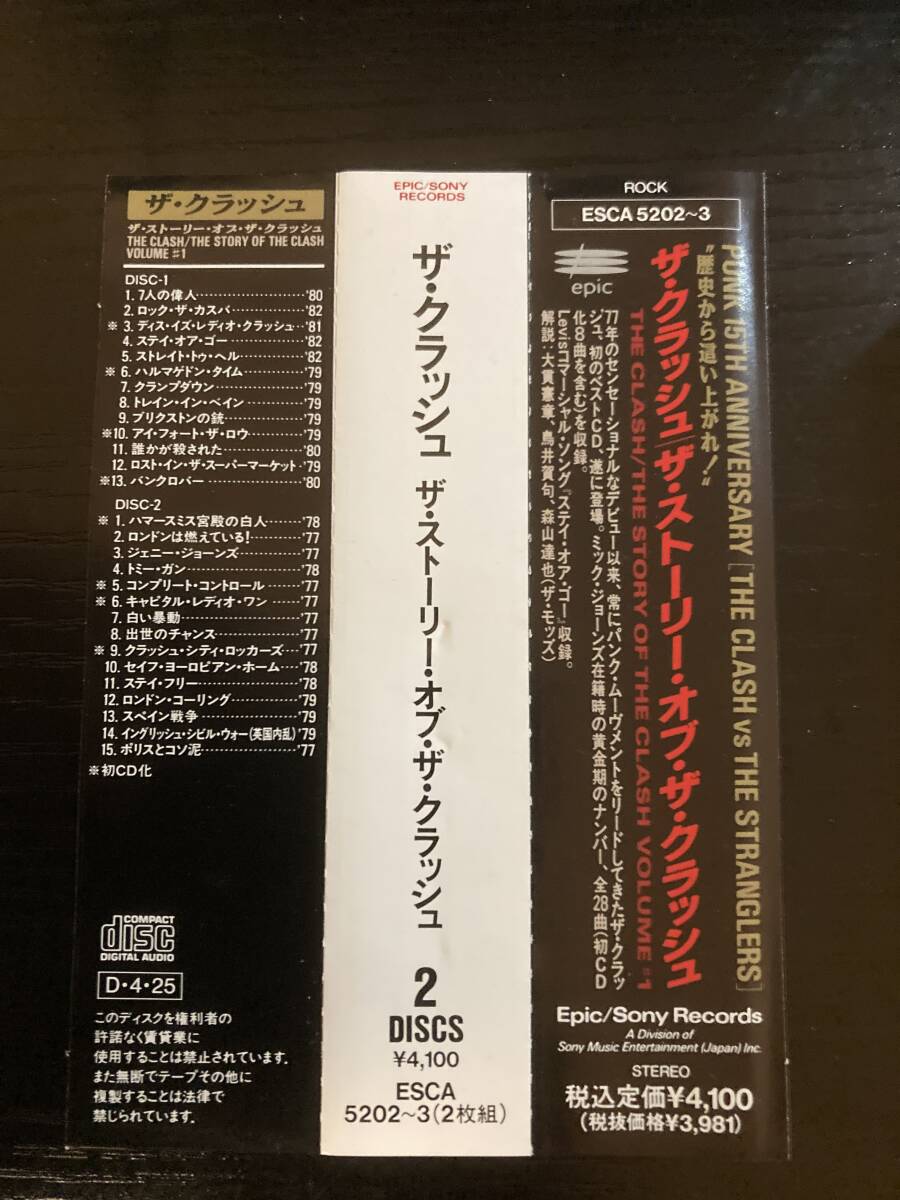 ザ・クラッシュ
ザ・ストーリー・オブ・ザ・クラッシュ
THE CLASH/THE STORY OF THE CLASH
VOLUME #1
DISC-1
1. 7人の偉人……………………'80
2. ロック・ザ・カスバ……………'82
※ 3. ディス・イズ・レディオ・クラッシュ…'81
4. ステイ・オア・ゴー……………'82
5. ストレイト・トゥ・ヘル…………'82
※ 6. ハルマゲドン・タイム…………'79
7. クランプダウン…………………'79
8. トレイン・イン・ベイン…………'79
9. ブリクストンの銃………………'79
※10. アイ・フォート・ザ・ロウ………'79
11. 誰かが殺された………………'80
12. ロスト・イン・ザ・スーパーマーケット・'79
※13. バンクロバー …………………'80
DISC-2
※ 1. ハマースミス宮殿の白人……'78
2. ロンドンは燃えている!………'77
3. ジェニー・ジョーンズ…………'77
4. トミー・ガン……………………'78
※ 5. コンプリート・コントロール ……'77
※ 6. キャピタル・レディオ・ワン ……'77
7. 白い暴動………………………'77
8. 出世のチャンス………………'77
※ 9. クラッシュ・シティ・ロッカーズ…'77
10. セイフ・ヨーロピアン・ホーム…'78
11. ステイ・フリー…………………'78
12. ロンドン・コーリング…………'79
13. スペイン戦争…………………'79
14. イングリッシュ・シビル・ウォー(英国内乱)'79
15. ポリスとコソ泥………………'77
※初CD化
COMPACT
disc
DIGITAL AUDIO
D・4・25
このディスクを権利者の
許諾なく賃貸業に
使用することは禁止されています。
また無断でテープその他に
複製することは法律で
禁じられています。
EPIC/SONY
RECORDS
ザ・クラッシュ ザ・ストーリー・オブ・ザ・クラッシュ
2
DISCS
¥4,100
ESCA
5202~3(2枚組)
ROCK
ESCA 5202~3
epic
PUNK 15TH ANNIVERSARY [THE CLASH vs THE STRANGLERS]
"歴史から這い上がれ!"
ザ・クラッシュ/ザ・ストーリー・オブ・ザ・クラッシュ
THE CLASH/THE STORY OF THE CLASH VOLUME #1
77年のセンセーショナルなデビュー以来、常にパンク・ムーヴメントをリードしてきたザ・クラッ
シュ、初のベストCD、遂に登場。ミック・ジョーンズ在籍時の黄金期のナンバー、全28曲(初CD
化8曲を含む)を収録。
Levisコマーシャル・ソング『ステイ・オア・ゴー』収録。
解説:大貫憲章、鳥井賀句、森山達也(ザ・モッズ)
Epic/Sony Records
A Division of
Sony Music Entertainment (Japan) Inc.
STEREO
税込定価¥4,100
(税抜価格¥3,981)